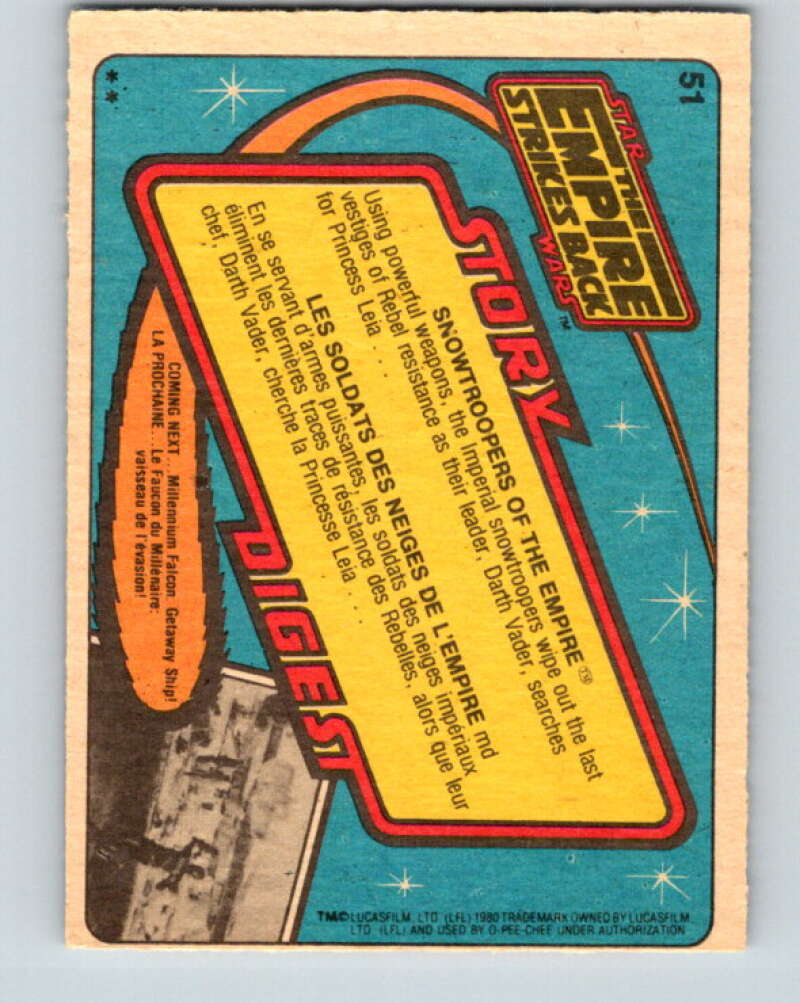 51
STAR
THE
EMPIRE
STRIKES BACK
WARS™
STORY
SNOWTROOPERS OF THE EMPIRE™
Using powerful weapons, the Imperial snowtroopers wipe out the last
vestiges of Rebel resistance as their leader, Darth Vader, searches
for Princess Leia . . .
LES SOLDATS DES NEIGES DE L'EMPIRE md
En se servant d'armes puissantes, les soldats des neiges impériaux
éliminent les dernières traces de résistance des Rebelles, alors que leur
chef, Darth Vader, cherche la Princesse Leia . . .
DIGEST
COMING NEXT... Millennium Falcon: Getaway Ship!
LA PROCHAINE... Le Faucon du Millénaire:
vaisseau de l'évasion!
**
TM© LUCASFILM, LTD. (LFL) 1980 TRADEMARK OWNED BY LUCASFILM,
LTD. (LFL) AND USED BY O-PEE-CHEE UNDER AUTHORIZATION